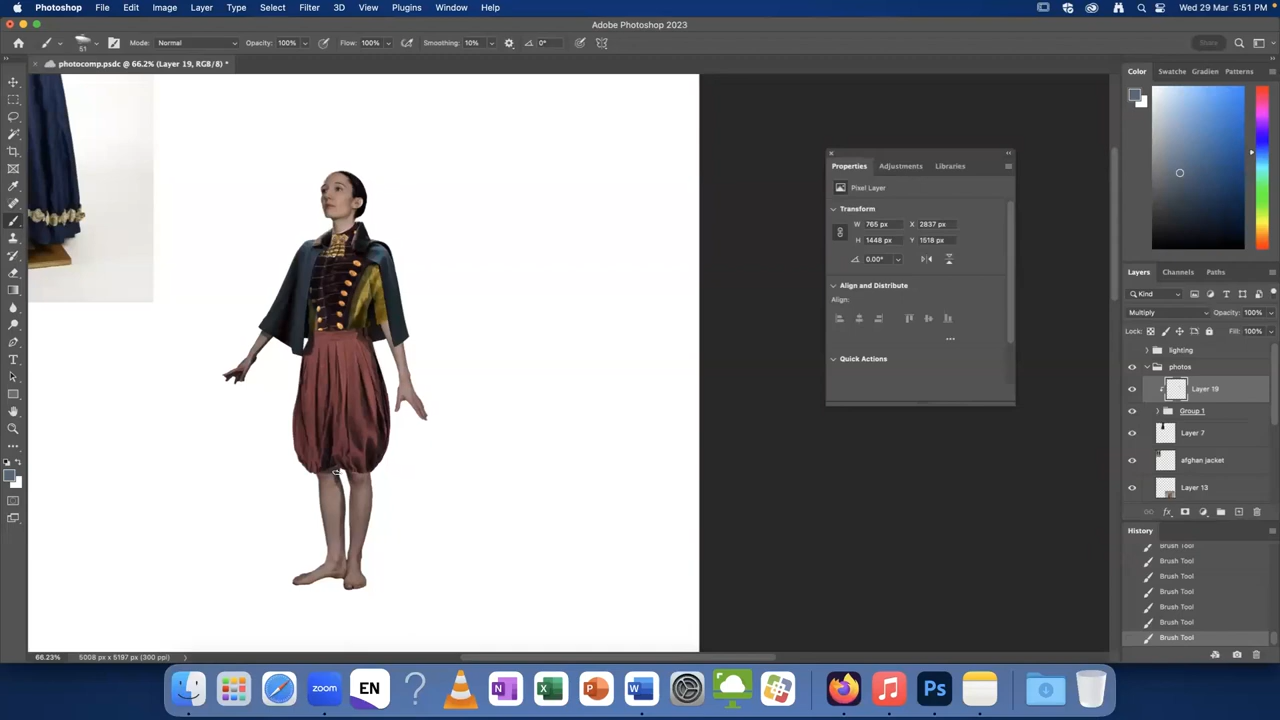 Photoshop File Edit Image Layer Type Select Filter 3D View Plugins Window Help Wed 29 Mar 5:51 PM
Adobe Photoshop 2023
51 Mode: Normal Opacity: 100% Flow: 100% Smoothing: 10% 0° Share
photocomp.psdc @ 66.2% (Layer 19, RGB/8) *
Color Swatche Gradien Patterns
Properties Adjustments Libraries
Pixel Layer
Transform
W 765 px X 2837 px
H 1448 px Y 1518 px
0.00°
Align and Distribute
Align:
Quick Actions
Layers Channels Paths
Kind
Multiply Opacity: 100%
Lock: Fill: 100%
lighting
photos
Layer 19
Group 1
Layer 7
afghan jacket
Layer 13
History
Brush Tool
Brush Tool
Brush Tool
Brush Tool
Brush Tool
Brush Tool
Brush Tool
66.23% 5008 px x 5197 px (300 ppi)
zoom EN N X P W Ps